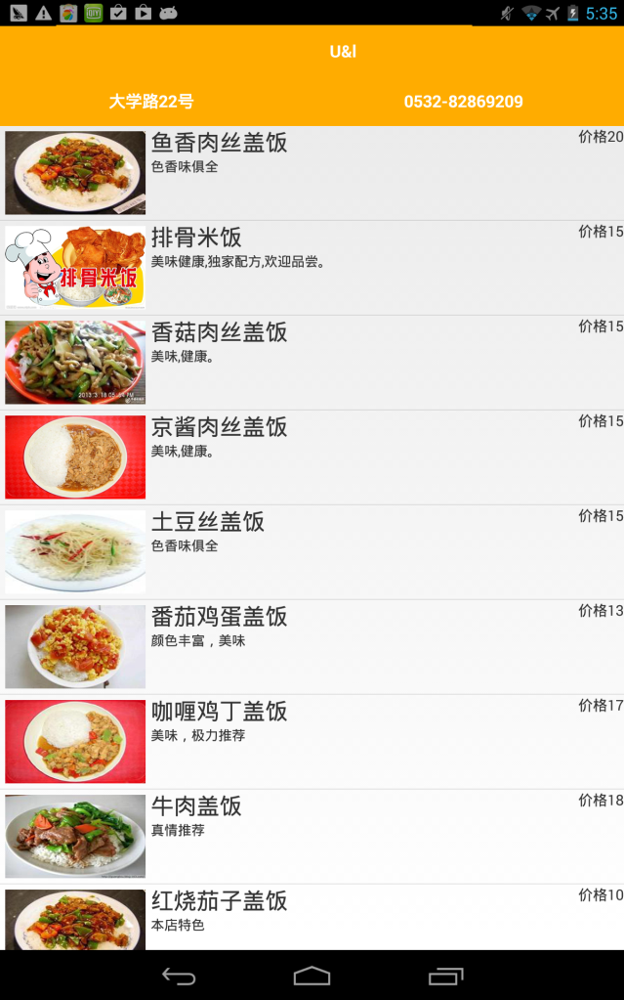 5:35
U&I
大学路22号
0532-82869209
鱼香肉丝盖饭
价格20
色香味俱全
排骨米饭
排骨米饭
价格15
美味健康,独家配方,欢迎品尝。
香菇肉丝盖饭
价格15
美味,健康。
2013.3.18
京酱肉丝盖饭
价格15
美味,健康。
土豆丝盖饭
价格15
色香味俱全
番茄鸡蛋盖饭
价格13
颜色丰富，美味
咖喱鸡丁盖饭
价格17
美味，极力推荐
牛肉盖饭
价格18
真情推荐
红烧茄子盖饭
价格10
本店特色